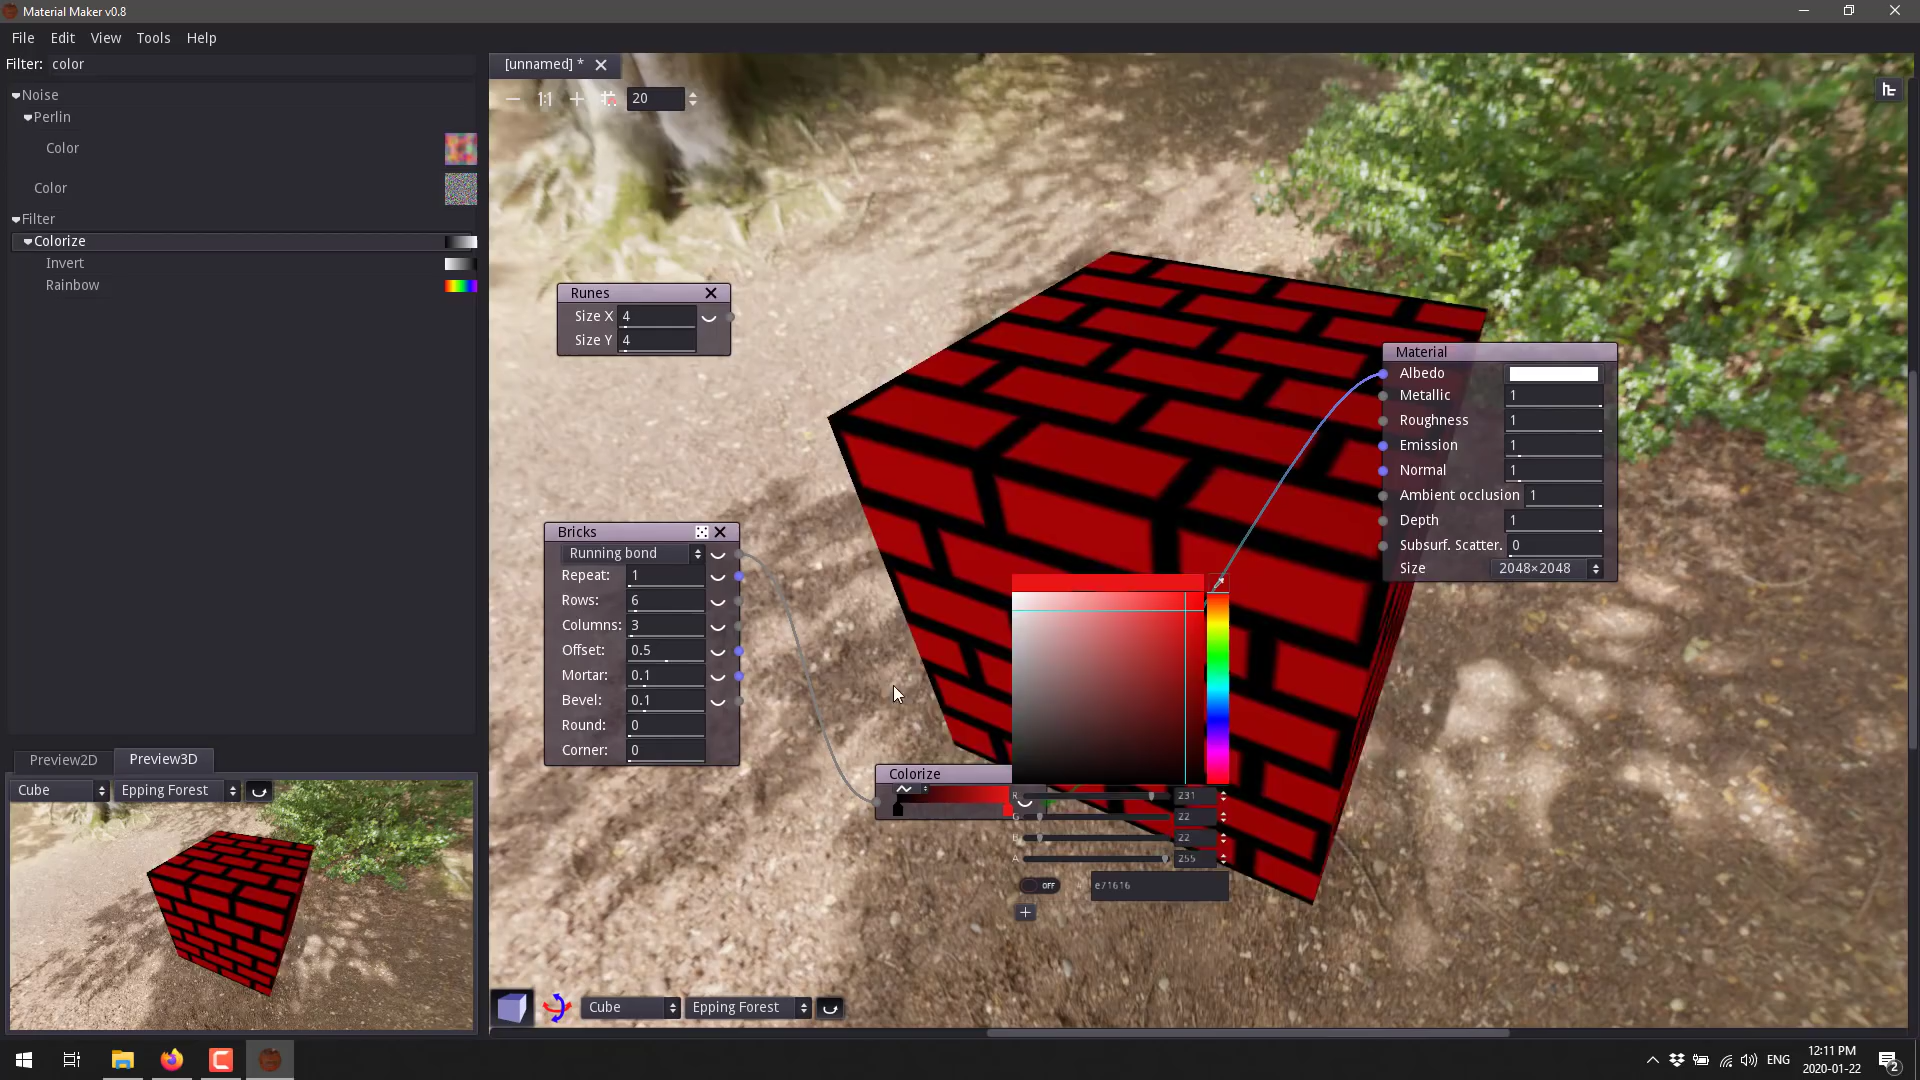 Material Maker v0.8
File Edit View Tools Help
Filter: color
Noise
Perlin
Color
Color
Filter
Colorize
Invert
Rainbow
[unnamed] *
1:1
20
Runes
Size X 4
Size Y 4
Bricks
Running bond
Repeat: 1
Rows: 6
Columns: 3
Offset: 0.5
Mortar: 0.1
Bevel: 0.1
Round: 0
Corner: 0
Colorize
R 231
G 22
B 22
A 255
OFF
e71616
Material
Albedo
Metallic 1
Roughness 1
Emission 1
Normal 1
Ambient occlusion 1
Depth 1
Subsurf. Scatter. 0
Size 2048×2048
Preview2D Preview3D
Cube Epping Forest
Cube Epping Forest
ENG
12:11 PM
2020-01-22
2